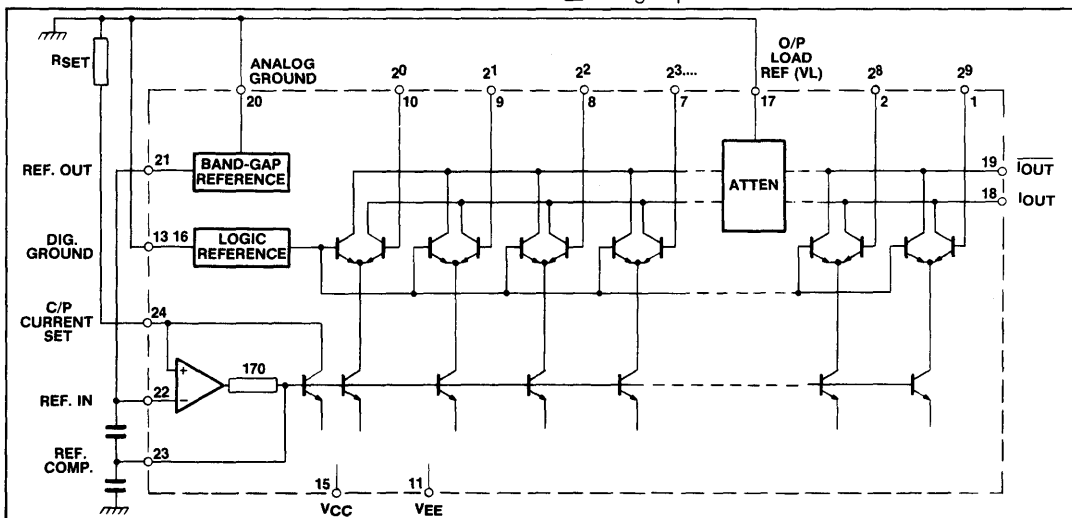 RSET
ANALOG
GROUND
20
2⁰
10
2¹
9
2²
8
2³....
7
O/P
LOAD
REF (VL)
17
2⁸
2
2⁹
1
REF. OUT
21
BAND-GAP
REFERENCE
ATTEN
19
IOUT
18
IOUT
DIG.
GROUND
13 16
LOGIC
REFERENCE
C/P
CURRENT
SET
24
170
REF. IN
22
REF.
COMP.
23
15
VCC
11
VEE